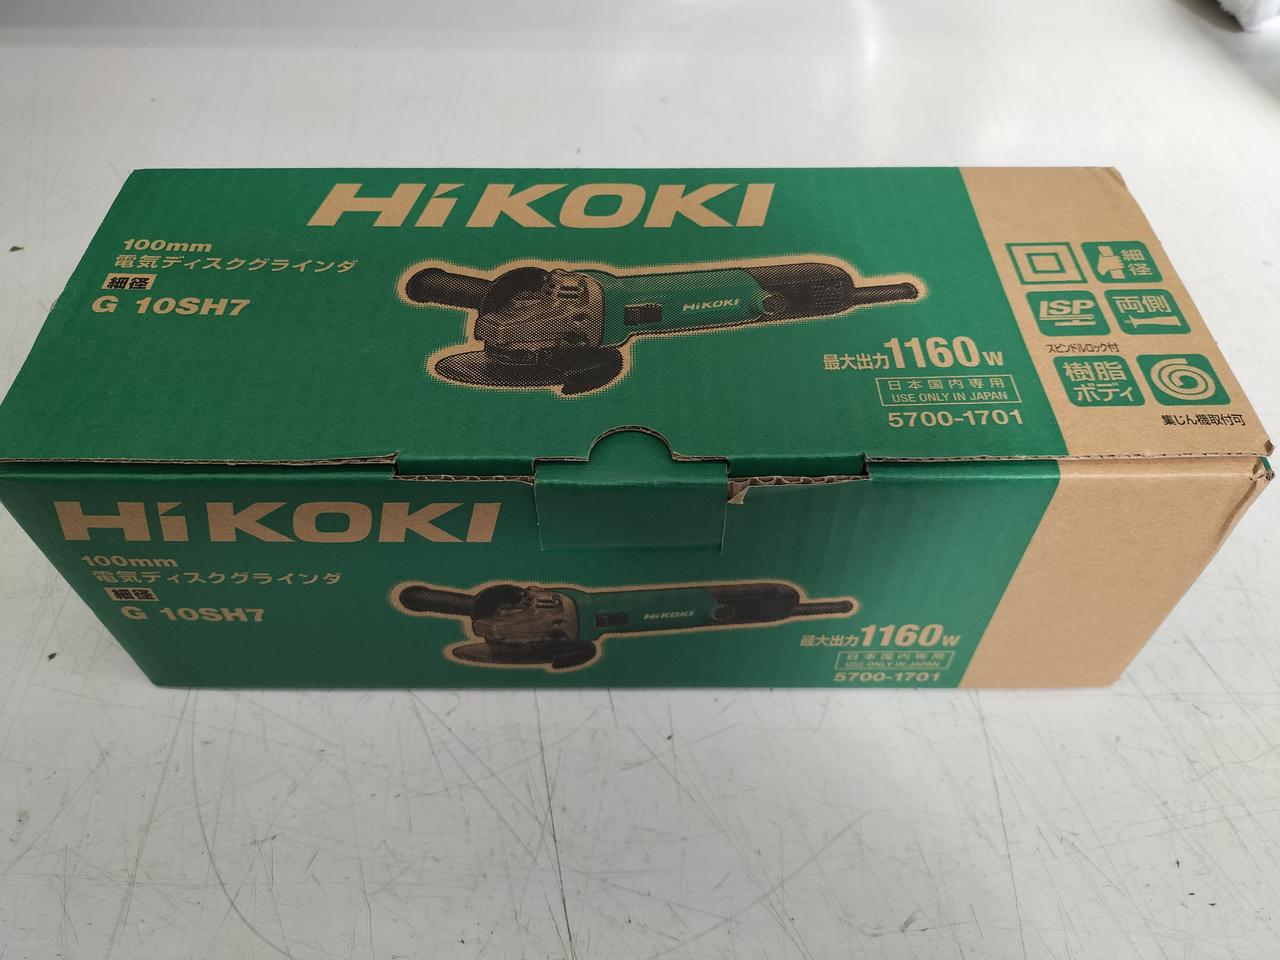 HiKOKI
100mm
電気ディスクグラインダ
細径
G 10SH7
HiKOKI
最大出力1160W
日本国内専用
USE ONLY IN JAPAN
5700-1701
細径
ISP
両側
スピンドルロック付
樹脂
ボディ
集じん機取付可
HiKOKI
100mm
電気ディスクグラインダ
細径
G 10SH7
HiKOKI
最大出力1160W
日本国内専用
USE ONLY IN JAPAN
5700-1701